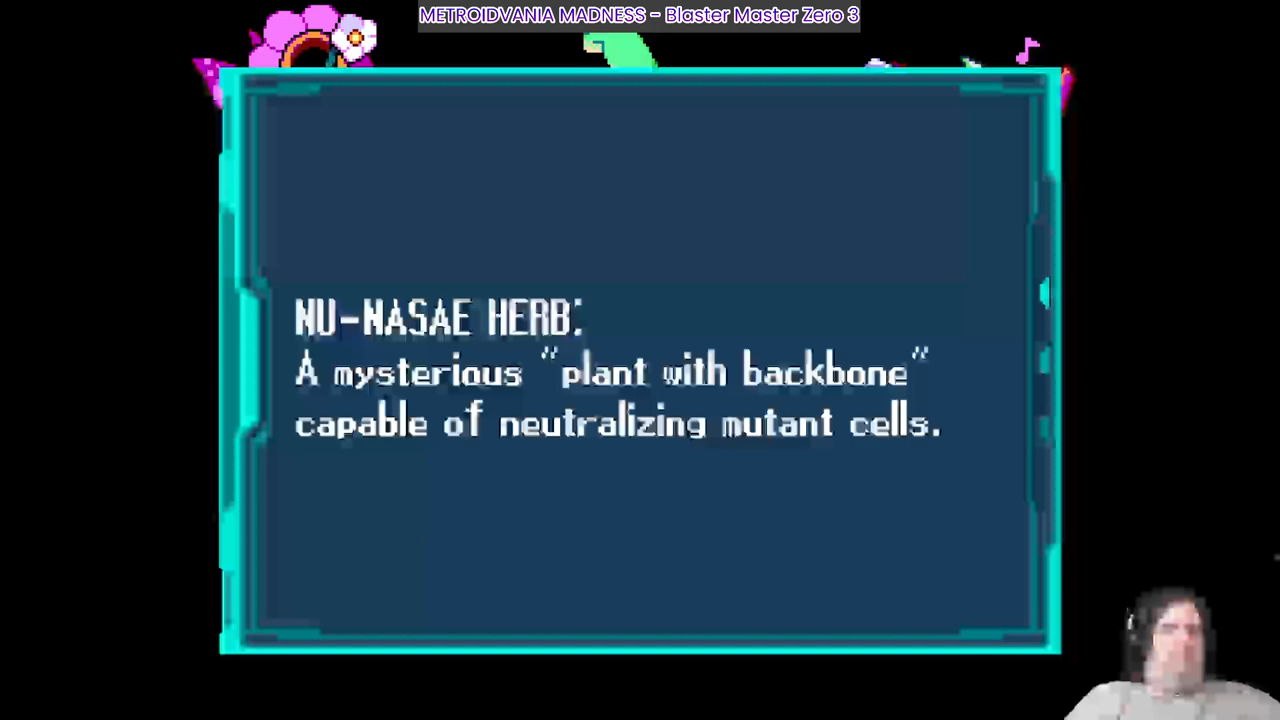 METROIDVANIA MADNESS - Blaster Master Zero 3
NU-NASAE HERB:
A mysterious "plant with backbone"
capable of neutralizing mutant cells.